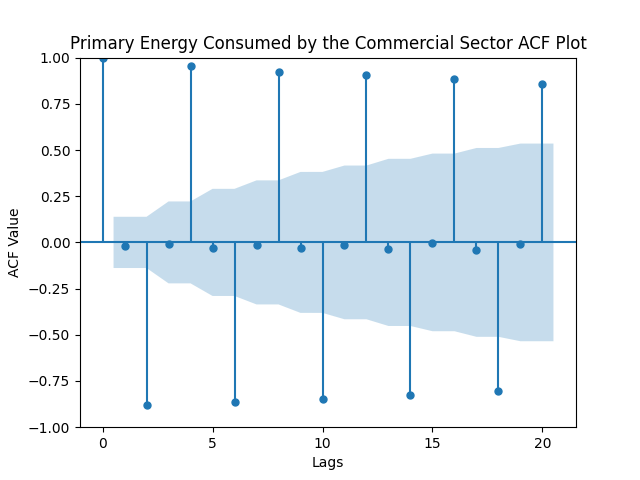 Primary Energy Consumed by the Commercial Sector ACF Plot
1.00
0.75
0.50
0.25
0.00
−0.25
−0.50
−0.75
−1.00
ACF Value
0 5 10 15 20
Lags